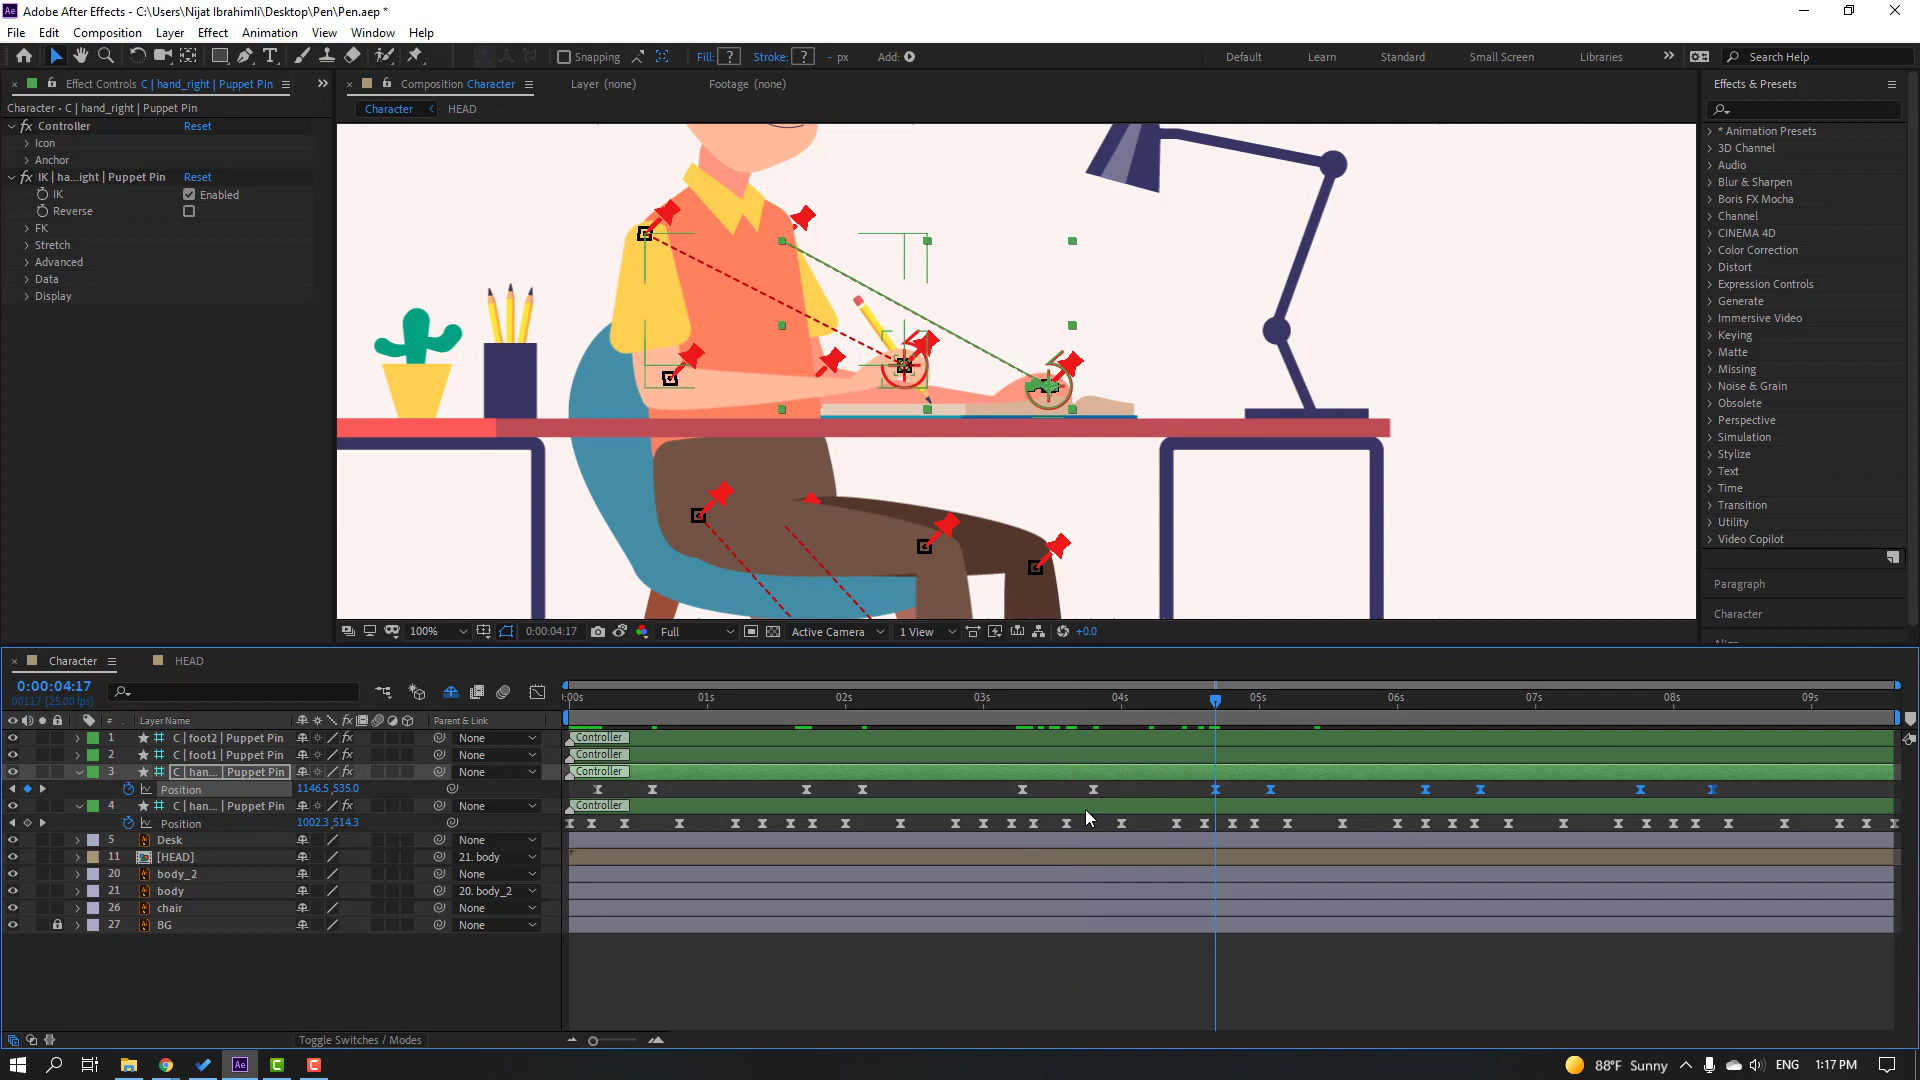 Adobe After Effects - C:\Users\Nijat Ibrahimli\Desktop\Pen\Pen.aep *
File Edit Composition Layer Effect Animation View Window Help
Snapping Fill: ? Stroke: ? - px Add: Default Learn Standard Small Screen Libraries Search Help
Effect Controls C | hand_right | Puppet Pin
Composition Character
Layer (none)
Footage (none)
Effects & Presets
Character • C | hand_right | Puppet Pin
Character HEAD
fx Controller Reset
Icon
Anchor
fx IK | ha...ight | Puppet Pin Reset
IK Enabled
Reverse
FK
Stretch
Advanced
Data
Display
* Animation Presets
3D Channel
Audio
Blur & Sharpen
Boris FX Mocha
Channel
CINEMA 4D
Color Correction
Distort
Expression Controls
Generate
Immersive Video
Keying
Matte
Missing
Noise & Grain
Obsolete
Perspective
Simulation
Stylize
Text
Time
Transition
Utility
Video Copilot
Paragraph
Character
100% 0:00:04:17 Full Active Camera 1 View +0.0
Character HEAD
0:00:04:17
00117 (25.00 fps)
:00s 01s 02s 03s 04s 05s 06s 07s 08s 09s
# Layer Name fx Parent & Link
1 C | foot2 | Puppet Pin fx None Controller
2 C | foot1 | Puppet Pin fx None Controller
3 C | han... | Puppet Pin fx None Controller
Position 1146.5,535.0
4 C | han... | Puppet Pin fx None Controller
Position 1002.3,514.3
5 Desk None
11 [HEAD] 21. body
20 body_2 None
21 body 20. body_2
26 chair None
27 BG None
Toggle Switches / Modes
Ae 88°F Sunny ENG 1:17 PM